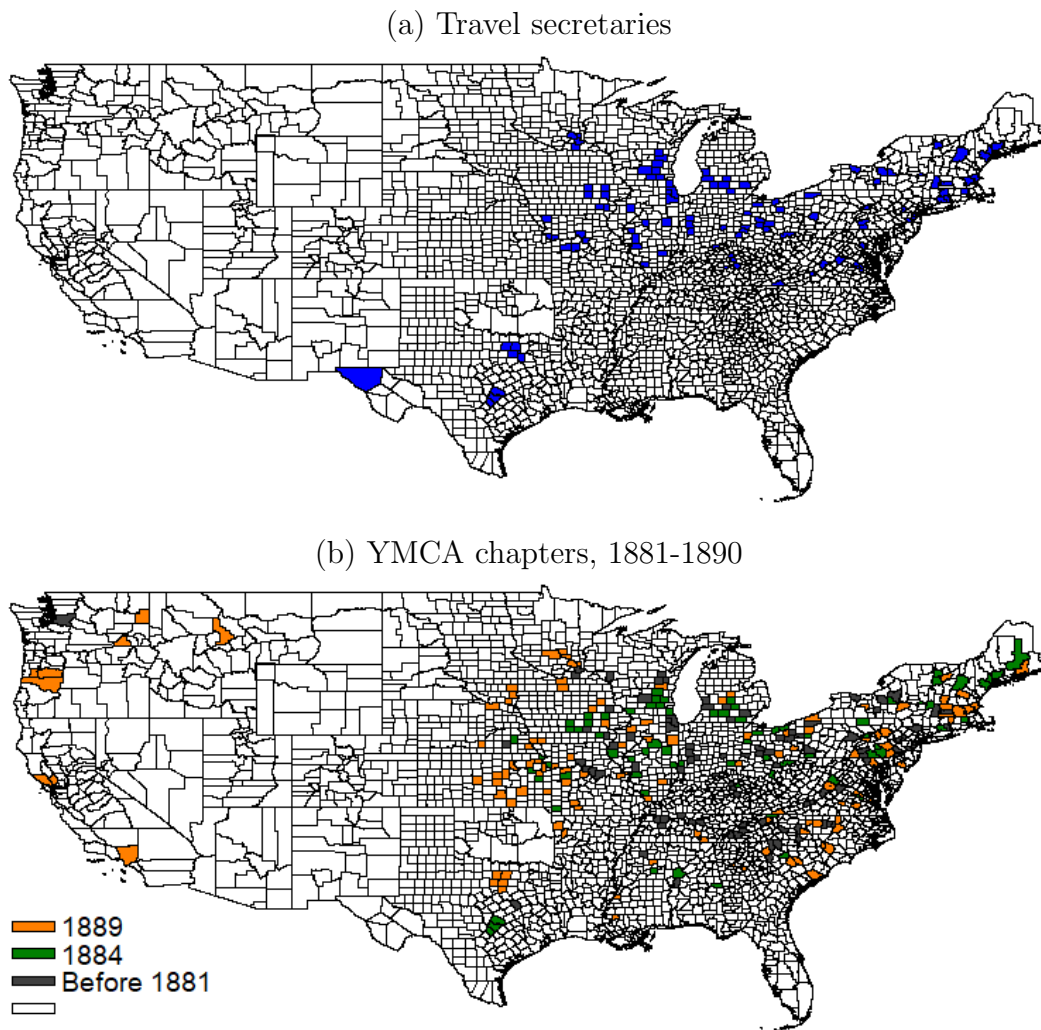 (a) Travel secretaries
(b) YMCA chapters, 1881-1890
1889
1884
Before 1881